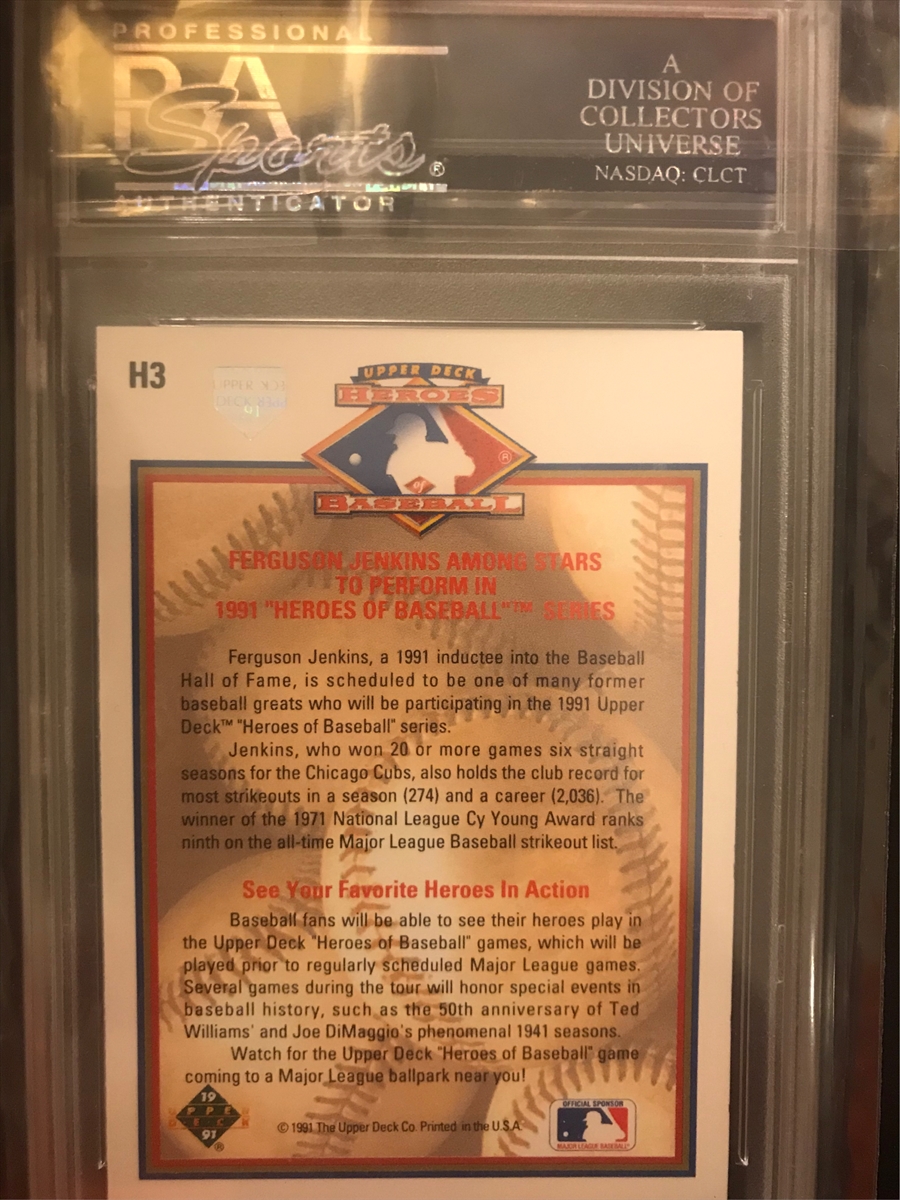 PROFESSIONAL
PSA
Sports®
AUTHENTICATOR
A
DIVISION OF
COLLECTORS
UNIVERSE
NASDAQ: CLCT
H3
UPPER DECK
HEROES
®
of
BASEBALL
FERGUSON JENKINS AMONG STARS
TO PERFORM IN
1991 "HEROES OF BASEBALL"™ SERIES
Ferguson Jenkins, a 1991 inductee into the Baseball
Hall of Fame, is scheduled to be one of many former
baseball greats who will be participating in the 1991 Upper
Deck™ "Heroes of Baseball" series.
Jenkins, who won 20 or more games six straight
seasons for the Chicago Cubs, also holds the club record for
most strikeouts in a season (274) and a career (2,036). The
winner of the 1971 National League Cy Young Award ranks
ninth on the all-time Major League Baseball strikeout list.
See Your Favorite Heroes In Action
Baseball fans will be able to see their heroes play in
the Upper Deck "Heroes of Baseball" games, which will be
played prior to regularly scheduled Major League games.
Several games during the tour will honor special events in
baseball history, such as the 50th anniversary of Ted
Williams' and Joe DiMaggio's phenomenal 1941 seasons.
Watch for the Upper Deck "Heroes of Baseball" game
coming to a Major League ballpark near you!
19
UPPER
DECK
91
®
© 1991 The Upper Deck Co. Printed in the U.S.A.
OFFICIAL SPONSOR
MAJOR LEAGUE BASEBALL